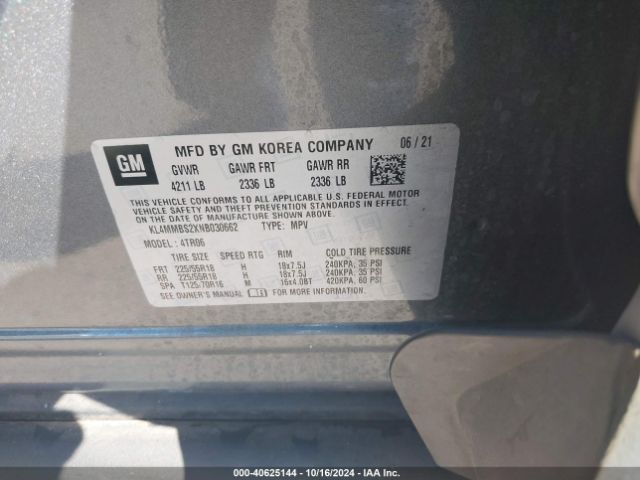 GM
MFD BY GM KOREA COMPANY 06/21
GVWR GAWR FRT GAWR RR
4211 LB 2336 LB 2336 LB
THIS VEHICLE CONFORMS TO ALL APPLICABLE U.S. FEDERAL MOTOR
VEHICLE SAFETY, BUMPER, AND THEFT PREVENTION STANDARDS
IN EFFECT ON THE DATE OF MANUFACTURE SHOWN ABOVE.
KL4MMBS2XNB030662 TYPE: MPV
MODEL: 4TR06
TIRE SIZE SPEED RTG RIM COLD TIRE PRESSURE
FRT 225/55R18 H 18x7.5J 240KPA, 35 PSI
RR 225/55R18 H 18x7.5J 240KPA, 35 PSI
SPA T125/70R16 M 16x4.0BT 420KPA, 60 PSI
SEE OWNER'S MANUAL FOR MORE INFORMATION.
000-40625144 - 10/16/2024 - IAA Inc.